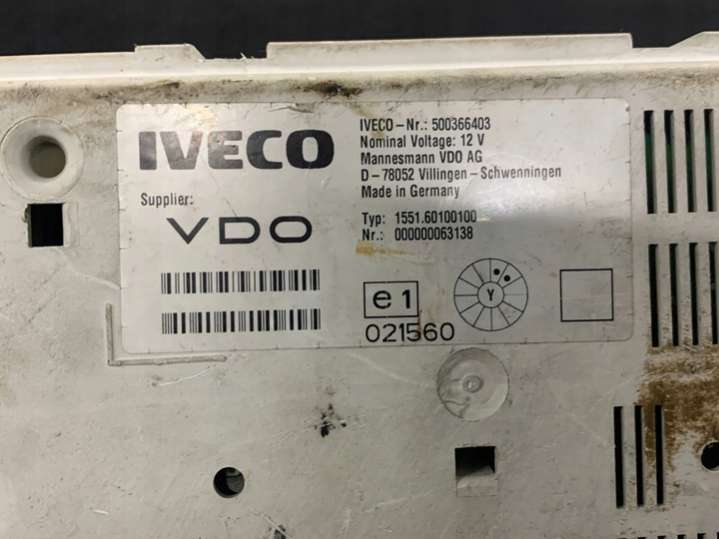 IVECO
IVECO-Nr.: 500366403
Nominal Voltage: 12 V
Mannesmann VDO AG
D-78052 Villingen-Schwenningen
Made in Germany
Supplier:
VDO
Typ: 1551.60100100
Nr.: 000000063138
e1
Y
021560